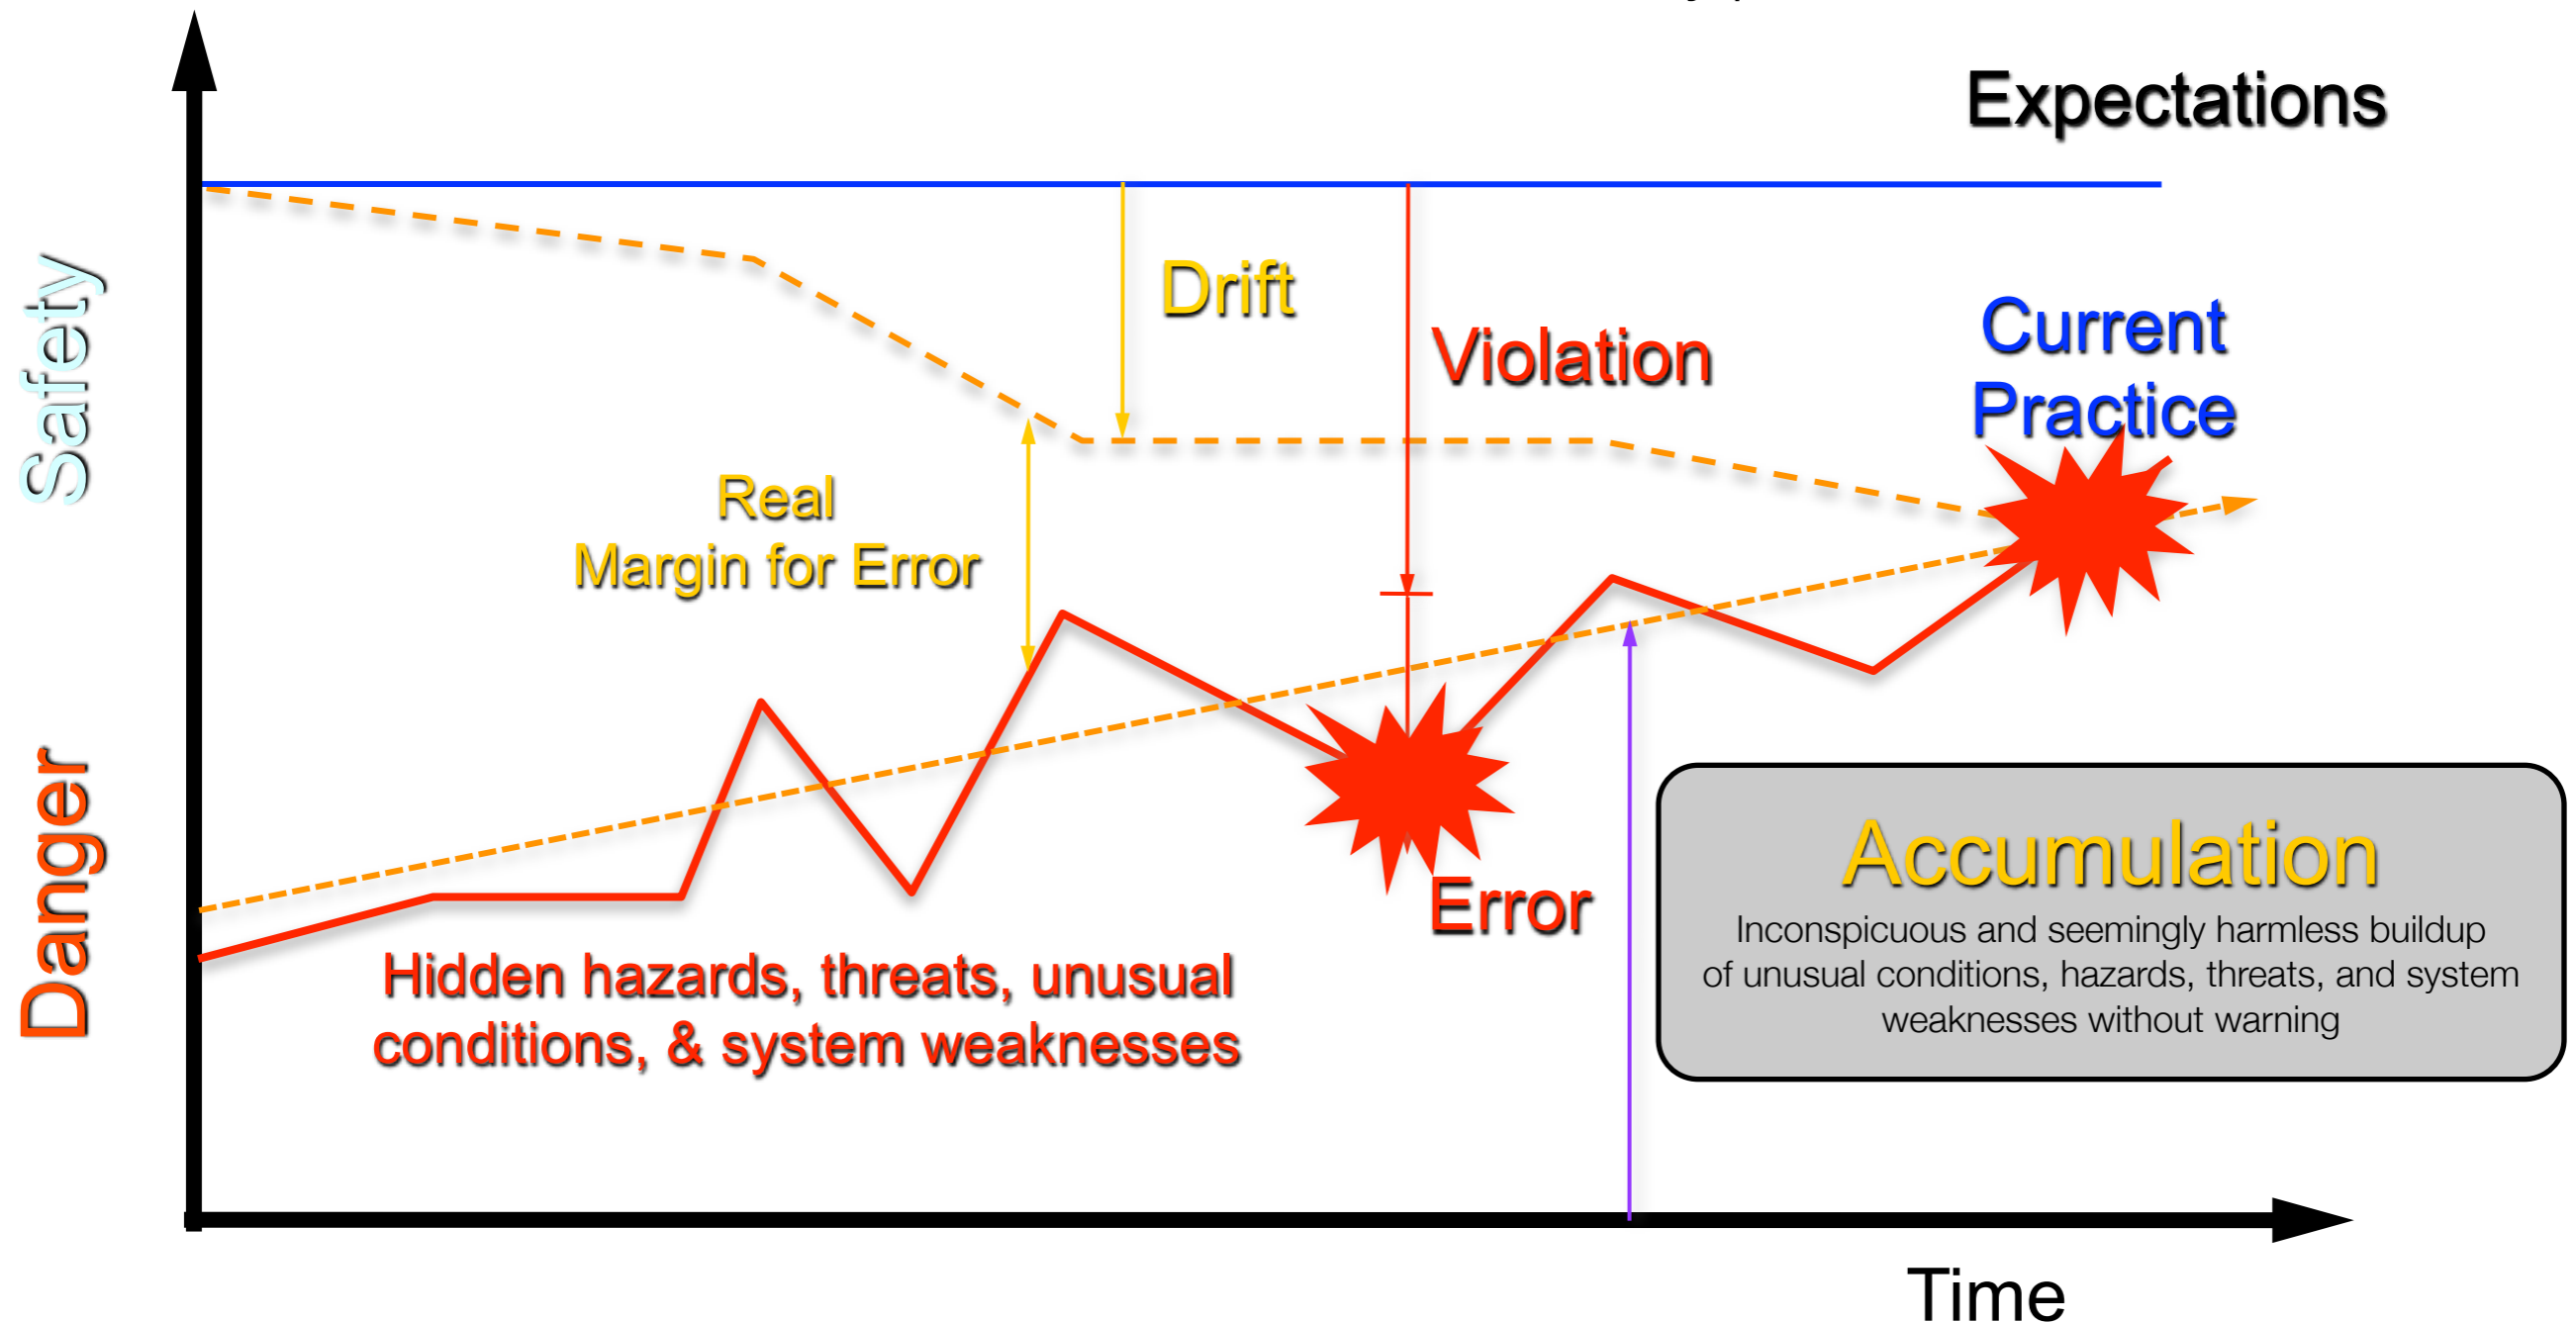 Expectations
Safety
Drift
Violation
Current
Practice
Real
Margin for Error
Danger
Accumulation
Inconspicuous and seemingly harmless buildup
of unusual conditions, hazards, threats, and system
weaknesses without warning
Error
Hidden hazards, threats, unusual
conditions, & system weaknesses
Time